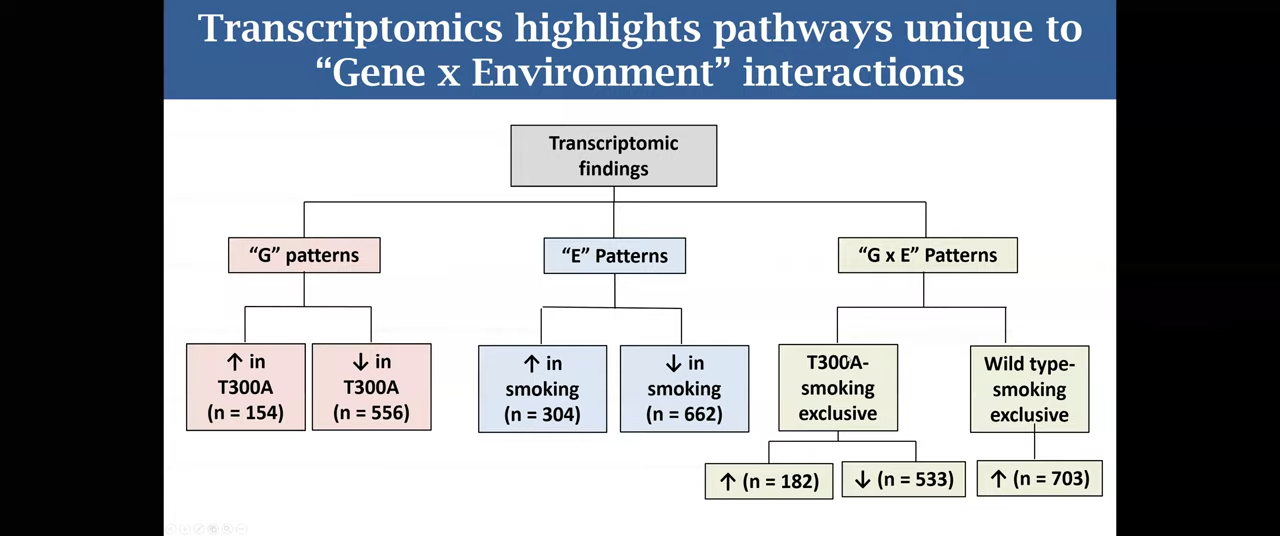 Transcriptomics highlights pathways unique to
“Gene x Environment” interactions
Transcriptomic
findings
“G” patterns
“E” Patterns
“G x E” Patterns
↑ in
T300A
(n = 154)
↓ in
T300A
(n = 556)
↑ in
smoking
(n = 304)
↓ in
smoking
(n = 662)
T300A-
smoking
exclusive
Wild type-
smoking
exclusive
↑ (n = 182)
↓ (n = 533)
↑ (n = 703)